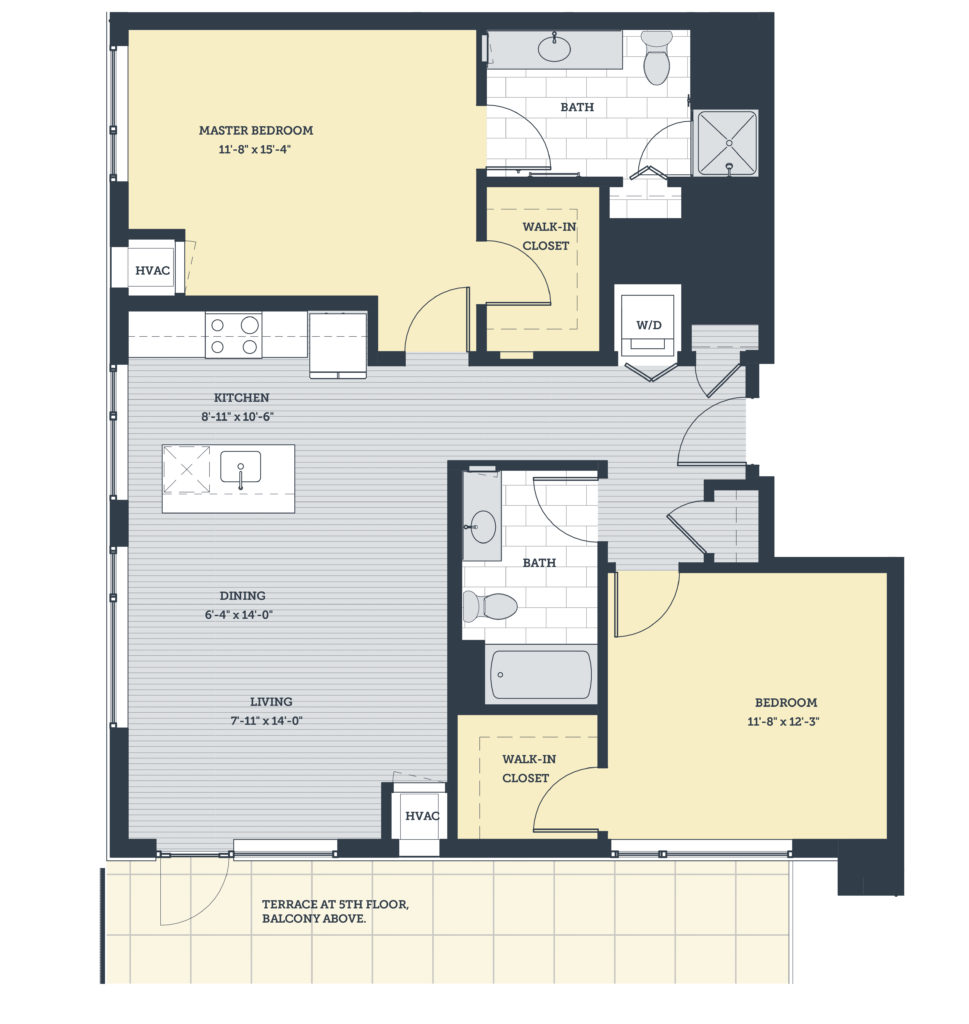 BATH
MASTER BEDROOM
11'-8" x 15'-4"
WALK-IN
CLOSET
HVAC
W/D
KITCHEN
8'-11" x 10'-6"
BATH
DINING
6'-4" x 14'-0"
LIVING
7'-11" x 14'-0"
BEDROOM
11'-8" x 12'-3"
WALK-IN
CLOSET
HVAC
TERRACE AT 5TH FLOOR,
BALCONY ABOVE.